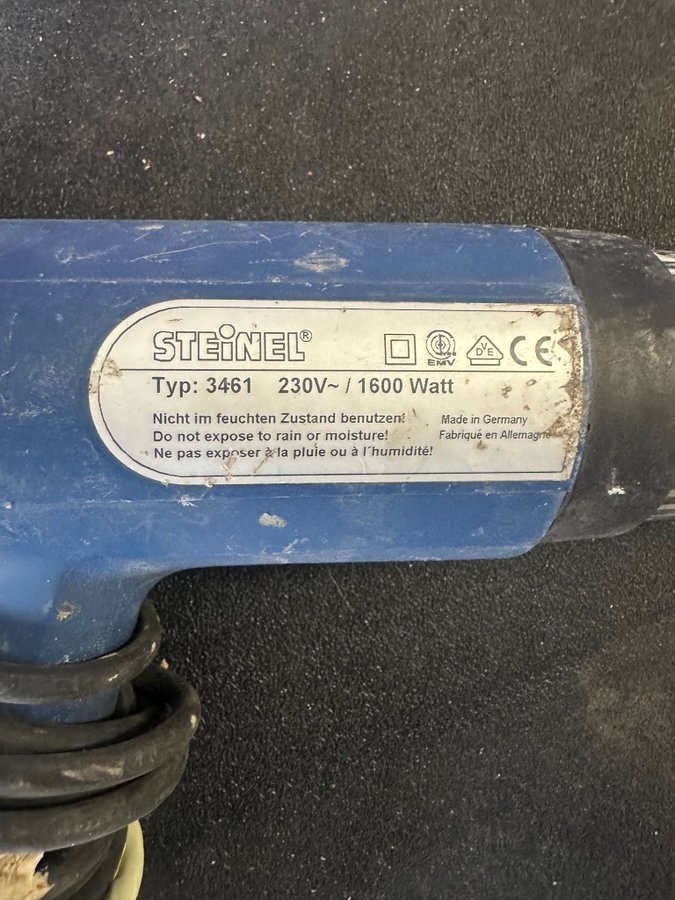 STEiNEL®
EMV
DVE
CE
Typ: 3461 230V~ / 1600 Watt
Nicht im feuchten Zustand benutzen! Made in Germany
Do not expose to rain or moisture! Fabriqué en Allemagne
Ne pas exposer à la pluie ou à l´humidité!